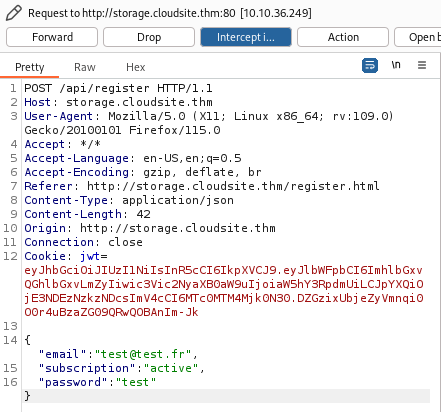 Request to http://storage.cloudsite.thm:80 [10.10.36.249]
Forward Drop Intercept i... Action Open b
Pretty Raw Hex \n
1 POST /api/register HTTP/1.1
2 Host: storage.cloudsite.thm
3 User-Agent: Mozilla/5.0 (X11; Linux x86_64; rv:109.0)
Gecko/20100101 Firefox/115.0
4 Accept: */*
5 Accept-Language: en-US,en;q=0.5
6 Accept-Encoding: gzip, deflate, br
7 Referer: http://storage.cloudsite.thm/register.html
8 Content-Type: application/json
9 Content-Length: 42
10 Origin: http://storage.cloudsite.thm
11 Connection: close
12 Cookie: jwt=
eyJhbGciOiJIUzI1NiIsInR5cCI6IkpXVCJ9.eyJlbWFpbCI6ImhlbGxv
QGhlbGxvLmZyIiwic3Vic2NyaXB0aW9uIjoiaW5hY3RpdmUiLCJpYXQiO
jE3NDEzNzkzNDcsImV4cCI6MTc0MTM4Mjk0N30.DZGzixUbjeZyVmnqi0
00r4uBzaZG09QRwQOBAnIm-Jk
13
14 {
"email":"test@test.fr",
15 "subscription":"active",
16 "password":"test"
}